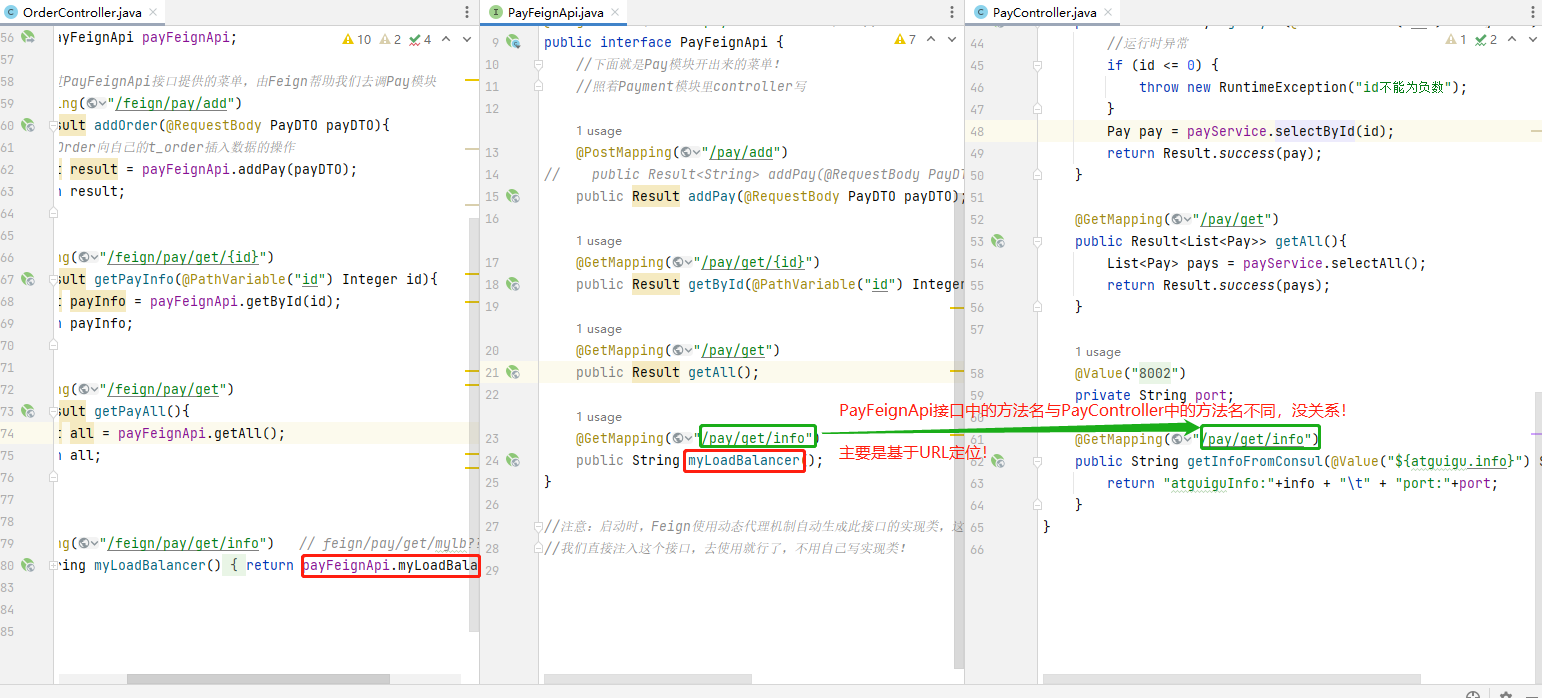 OrderController.java
56 ayFeignApi payFeignApi; 10 2 4
57
58 PayFeignApi接口提供的菜单，由Feign帮助我们去调Pay模块
59 ing("/feign/pay/add")
60 sult addOrder(@RequestBody PayDTO payDTO){
61 Order向自己的t_order插入数据的操作
62 result = payFeignApi.addPay(payDTO);
63 result;
64
65
66 ng("/feign/pay/get/{id}")
67 sult getPayInfo(@PathVariable("id") Integer id){
68 payInfo = payFeignApi.getById(id);
69 payInfo;
70
71
72 ng("/feign/pay/get")
73 sult getPayAll(){
74 all = payFeignApi.getAll();
75 all;
76
77
78
79 ng("/feign/pay/get/info") // feign/pay/get/mylb?
80 ring myLoadBalancer() { return payFeignApi.myLoadBala
83
84
85
PayFeignApi.java
9 public interface PayFeignApi { 7
10 //下面就是Pay模块开出来的菜单！
11 //照着Payment模块里controller写
12
1 usage
13 @PostMapping("/pay/add")
14 // public Result<String> addPay(@RequestBody PayDT
15 public Result addPay(@RequestBody PayDTO payDTO);
16
1 usage
17 @GetMapping("/pay/get/{id}")
18 public Result getById(@PathVariable("id") Integer
19
1 usage
20 @GetMapping("/pay/get")
21 public Result getAll();
22
1 usage
23 @GetMapping("/pay/get/info")
24 public String myLoadBalancer();
25 }
26
27 //注意：启动时，Feign使用动态代理机制自动生成此接口的实现类，这
28 //我们直接注入这个接口，去使用就行了，不用自己写实现类！
29
PayController.java
44 //运行时异常 1 2
45 if (id <= 0) {
46 throw new RuntimeException("id不能为负数");
47 }
48 Pay pay = payService.selectById(id);
49 return Result.success(pay);
50 }
51
52 @GetMapping("/pay/get")
53 public Result<List<Pay>> getAll(){
54 List<Pay> pays = payService.selectAll();
55 return Result.success(pays);
56 }
57
1 usage
58 @Value("8002")
59 private String port;
PayFeignApi接口中的方法名与PayController中的方法名不同，没关系！
61 @GetMapping("/pay/get/info")
主要是基于URL定位！
62 public String getInfoFromConsul(@Value("${atguigu.info}") S
63 return "atguiguInfo:"+info + "\t" + "port:"+port;
64 }
65 }
66